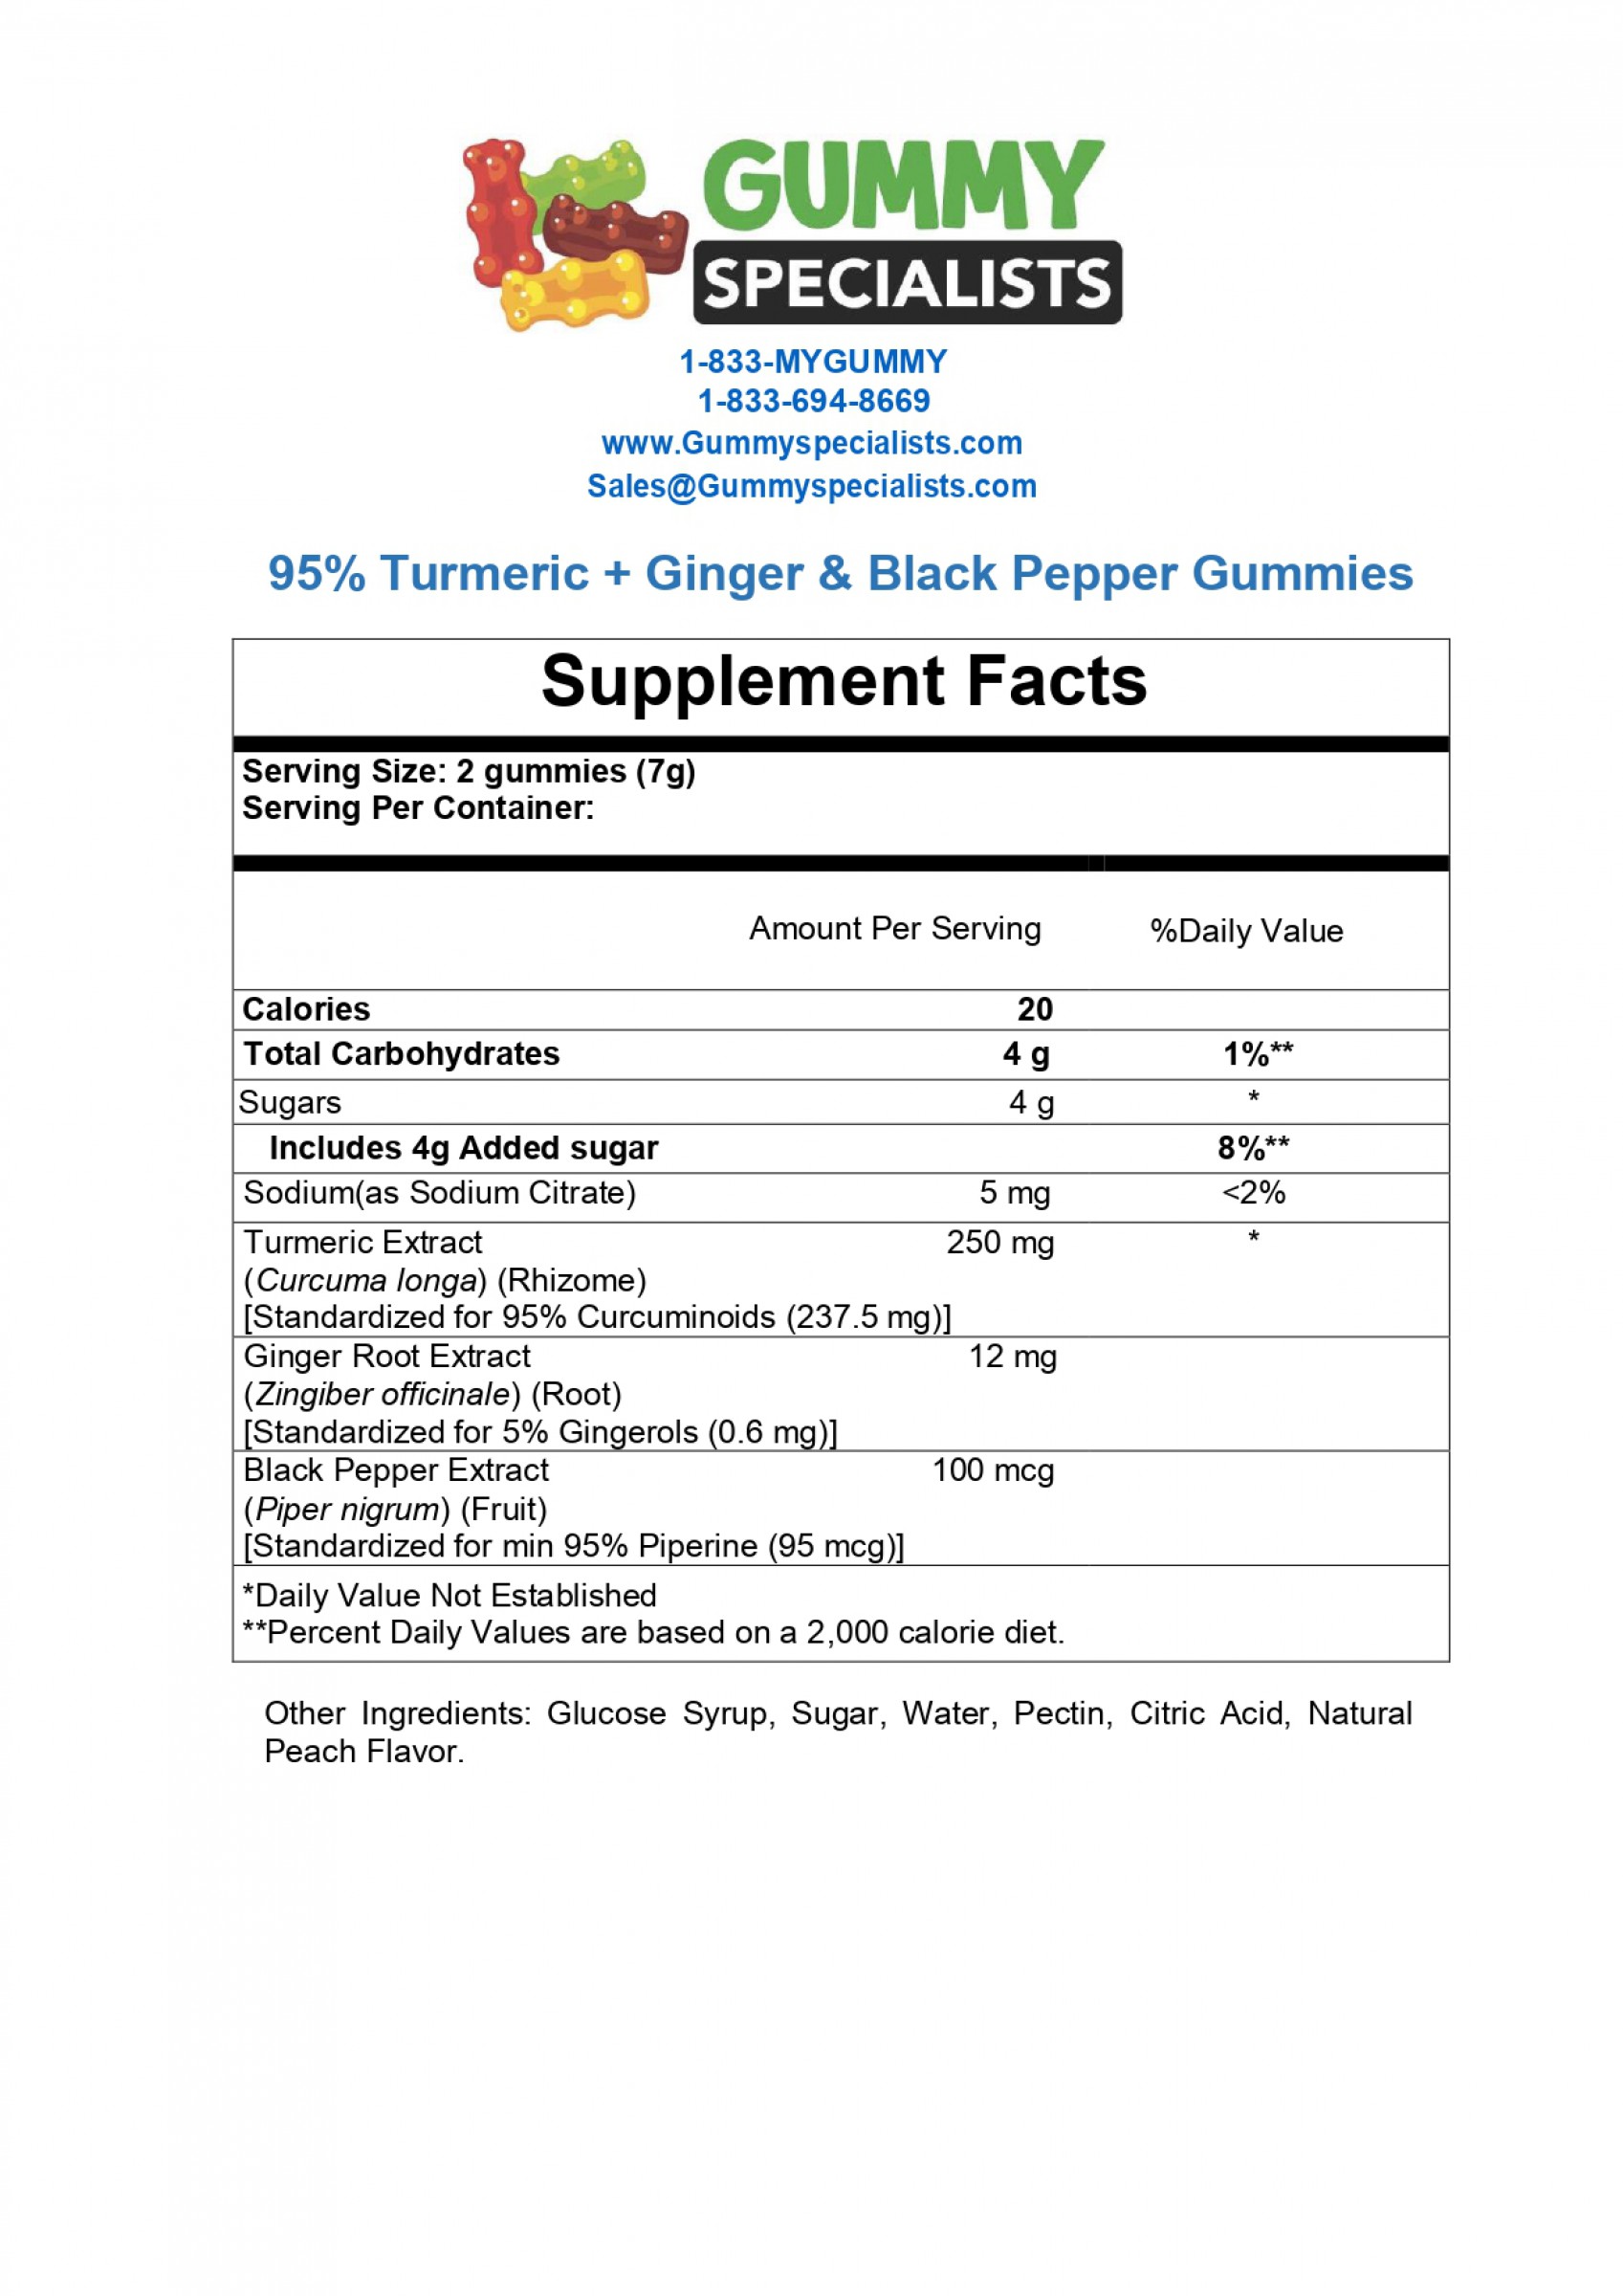 GUMMY
SPECIALISTS
1-833-MYGUMMY
1-833-694-8669
www.Gummyspecialists.com
Sales@Gummyspecialists.com
95% Turmeric + Ginger & Black Pepper Gummies
Supplement Facts
Serving Size: 2 gummies (7g)
Serving Per Container:
Amount Per Serving %Daily Value
Calories 20
Total Carbohydrates 4 g 1%**
Sugars 4 g *
Includes 4g Added sugar 8%**
Sodium(as Sodium Citrate) 5 mg <2%
Turmeric Extract 250 mg *
(Curcuma longa) (Rhizome)
[Standardized for 95% Curcuminoids (237.5 mg)]
Ginger Root Extract 12 mg
(Zingiber officinale) (Root)
[Standardized for 5% Gingerols (0.6 mg)]
Black Pepper Extract 100 mcg
(Piper nigrum) (Fruit)
[Standardized for min 95% Piperine (95 mcg)]
*Daily Value Not Established
**Percent Daily Values are based on a 2,000 calorie diet.
Other Ingredients: Glucose Syrup, Sugar, Water, Pectin, Citric Acid, Natural
Peach Flavor.